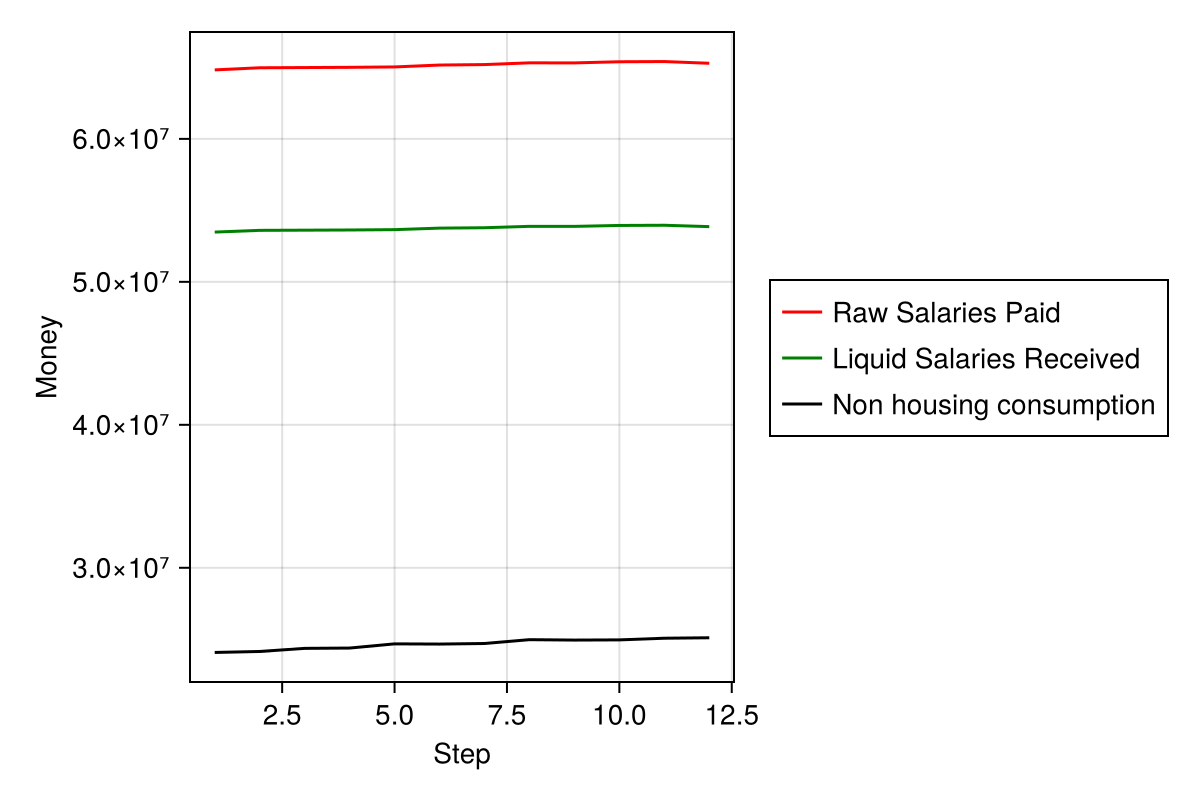 6.0×10⁷
5.0×10⁷
4.0×10⁷
3.0×10⁷
Money
2.5 5.0 7.5 10.0 12.5
Step
Raw Salaries Paid
Liquid Salaries Received
Non housing consumption